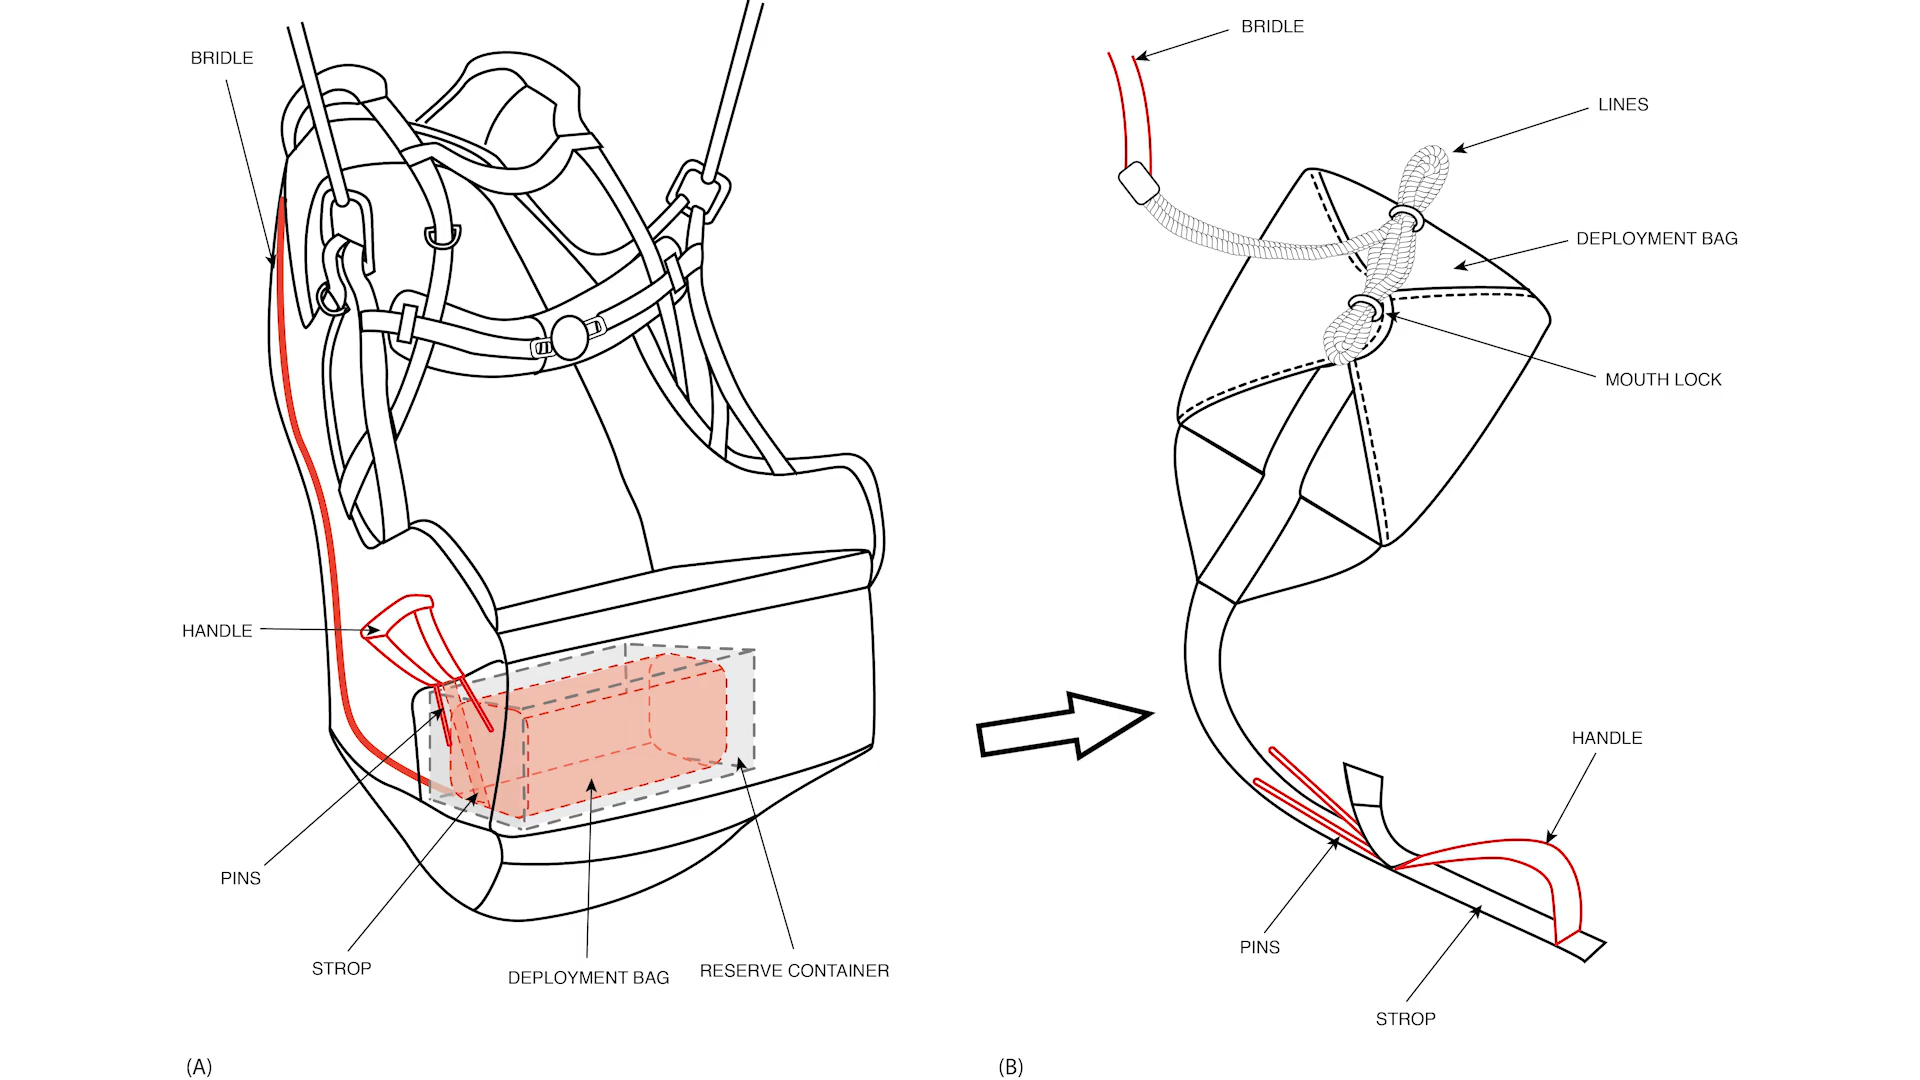 BRIDLE
HANDLE
PINS
STROP
DEPLOYMENT BAG
RESERVE CONTAINER
(A)
BRIDLE
LINES
DEPLOYMENT BAG
MOUTH LOCK
HANDLE
PINS
STROP
(B)